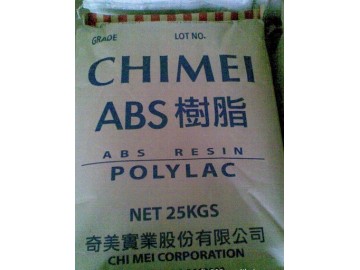 GRADE LOT NO.
CHIMEI
ABS 樹脂
ABS RESIN
POLYLAC
NET 25KGS
奇美實業股份有限公司
CHI MEI CORPORATION